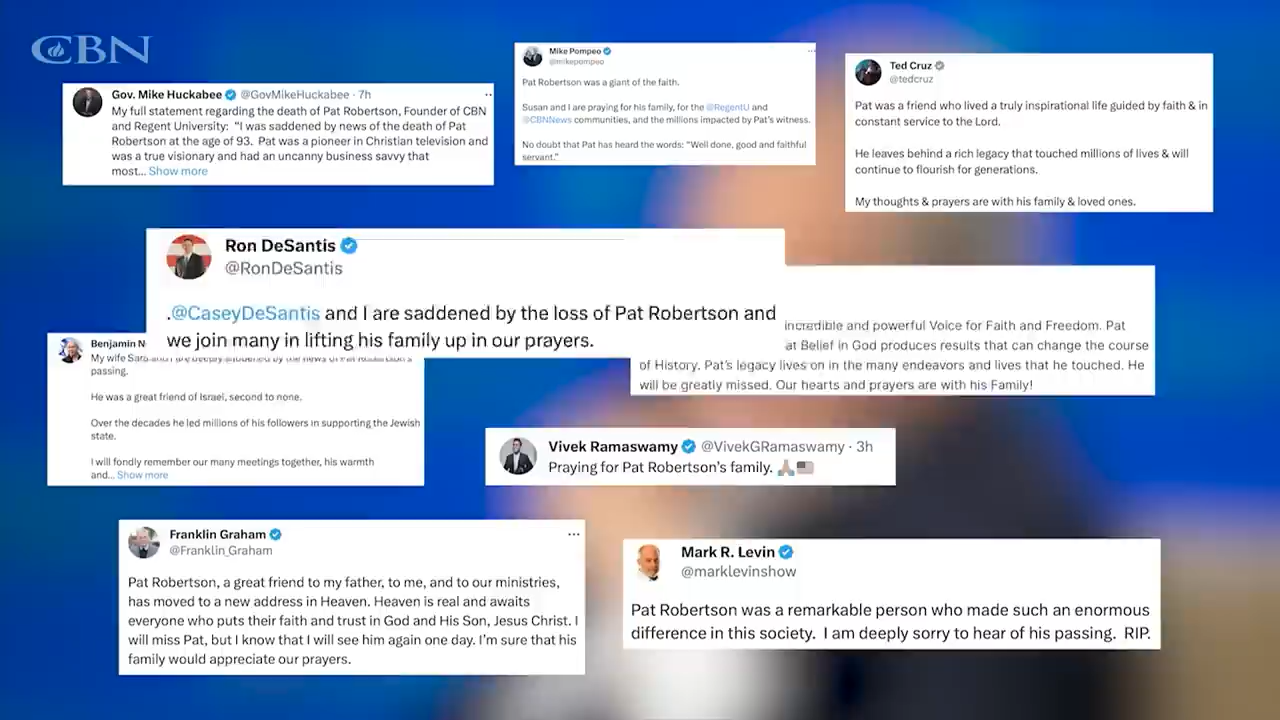 CBN
Gov. Mike Huckabee @GovMikeHuckabee · 7h
My full statement regarding the death of Pat Robertson, Founder of CBN
and Regent University: “I was saddened by news of the death of Pat
Robertson at the age of 93. Pat was a pioneer in Christian television and
was a true visionary and had an uncanny business savvy that
most... Show more
Mike Pompeo
@mikepompeo
Pat Robertson was a giant of the faith.
Susan and I are praying for his family, for the @RegentU and
@CBNNews communities, and the millions impacted by Pat’s witness.
No doubt that Pat has heard the words: “Well done, good and faithful
servant.”
Ted Cruz
@tedcruz
Pat was a friend who lived a truly inspirational life guided by faith & in
constant service to the Lord.
He leaves behind a rich legacy that touched millions of lives & will
continue to flourish for generations.
My thoughts & prayers are with his family & loved ones.
Ron DeSantis
@RonDeSantis
.@CaseyDeSantis and I are saddened by the loss of Pat Robertson and
we join many in lifting his family up in our prayers.
incredible and powerful Voice for Faith and Freedom. Pat
at Belief in God produces results that can change the course
of History. Pat’s legacy lives on in the many endeavors and lives that he touched. He
will be greatly missed. Our hearts and prayers are with his Family!
Benjamin N
My wife Sara and I are deeply saddened by the news of Pat Robertson's
passing.
He was a great friend of Israel, second to none.
Over the decades he led millions of his followers in supporting the Jewish
state.
I will fondly remember our many meetings together, his warmth
and... Show more
Vivek Ramaswamy @VivekGRamaswamy · 3h
Praying for Pat Robertson’s family. 🙏🏼🇺🇸
Franklin Graham
@Franklin_Graham
Pat Robertson, a great friend to my father, to me, and to our ministries,
has moved to a new address in Heaven. Heaven is real and awaits
everyone who puts their faith and trust in God and His Son, Jesus Christ. I
will miss Pat, but I know that I will see him again one day. I’m sure that his
family would appreciate our prayers.
Mark R. Levin
@marklevinshow
Pat Robertson was a remarkable person who made such an enormous
difference in this society. I am deeply sorry to hear of his passing. RIP.